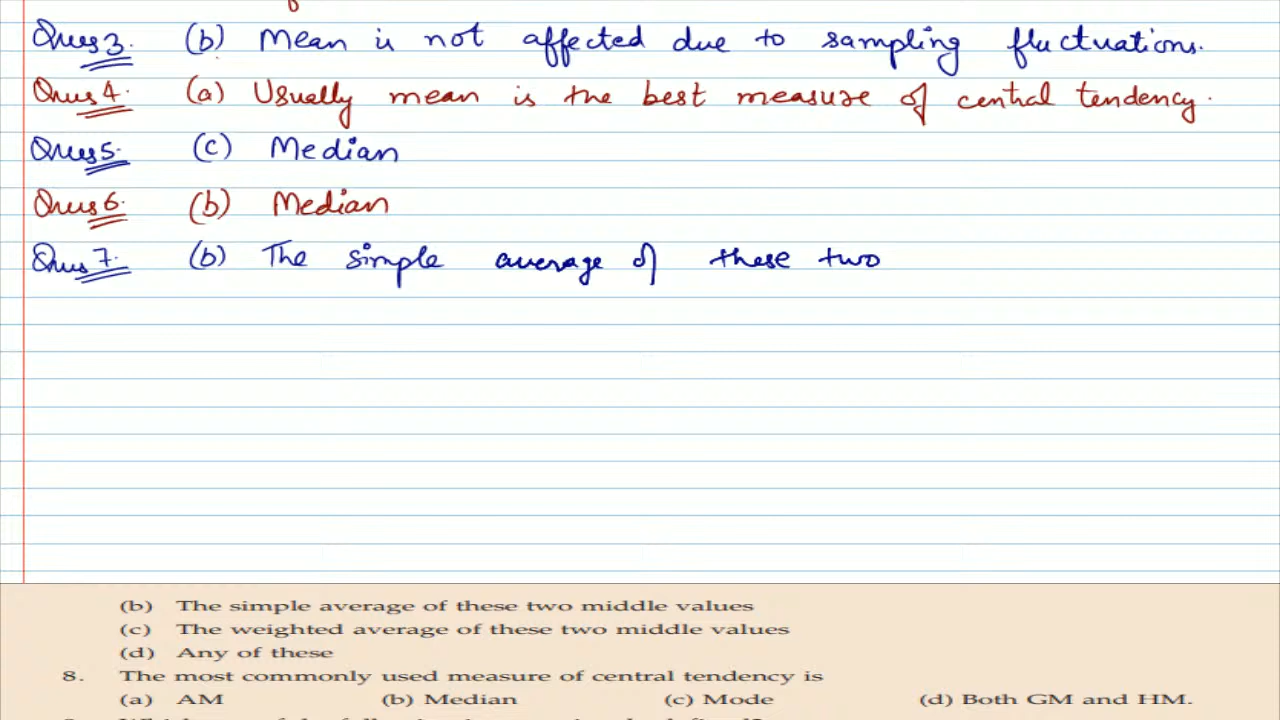 Ques 3. (b) Mean is not affected due to sampling fluctuations.
Ques 4. (a) Usually mean is the best measure of central tendency.
Ques 5. (c) Median
Ques 6. (b) Median
Ques 7. (b) The simple average of these two
(b) The simple average of these two middle values
(c) The weighted average of these two middle values
(d) Any of these
8. The most commonly used measure of central tendency is
(a) AM (b) Median (c) Mode (d) Both GM and HM.